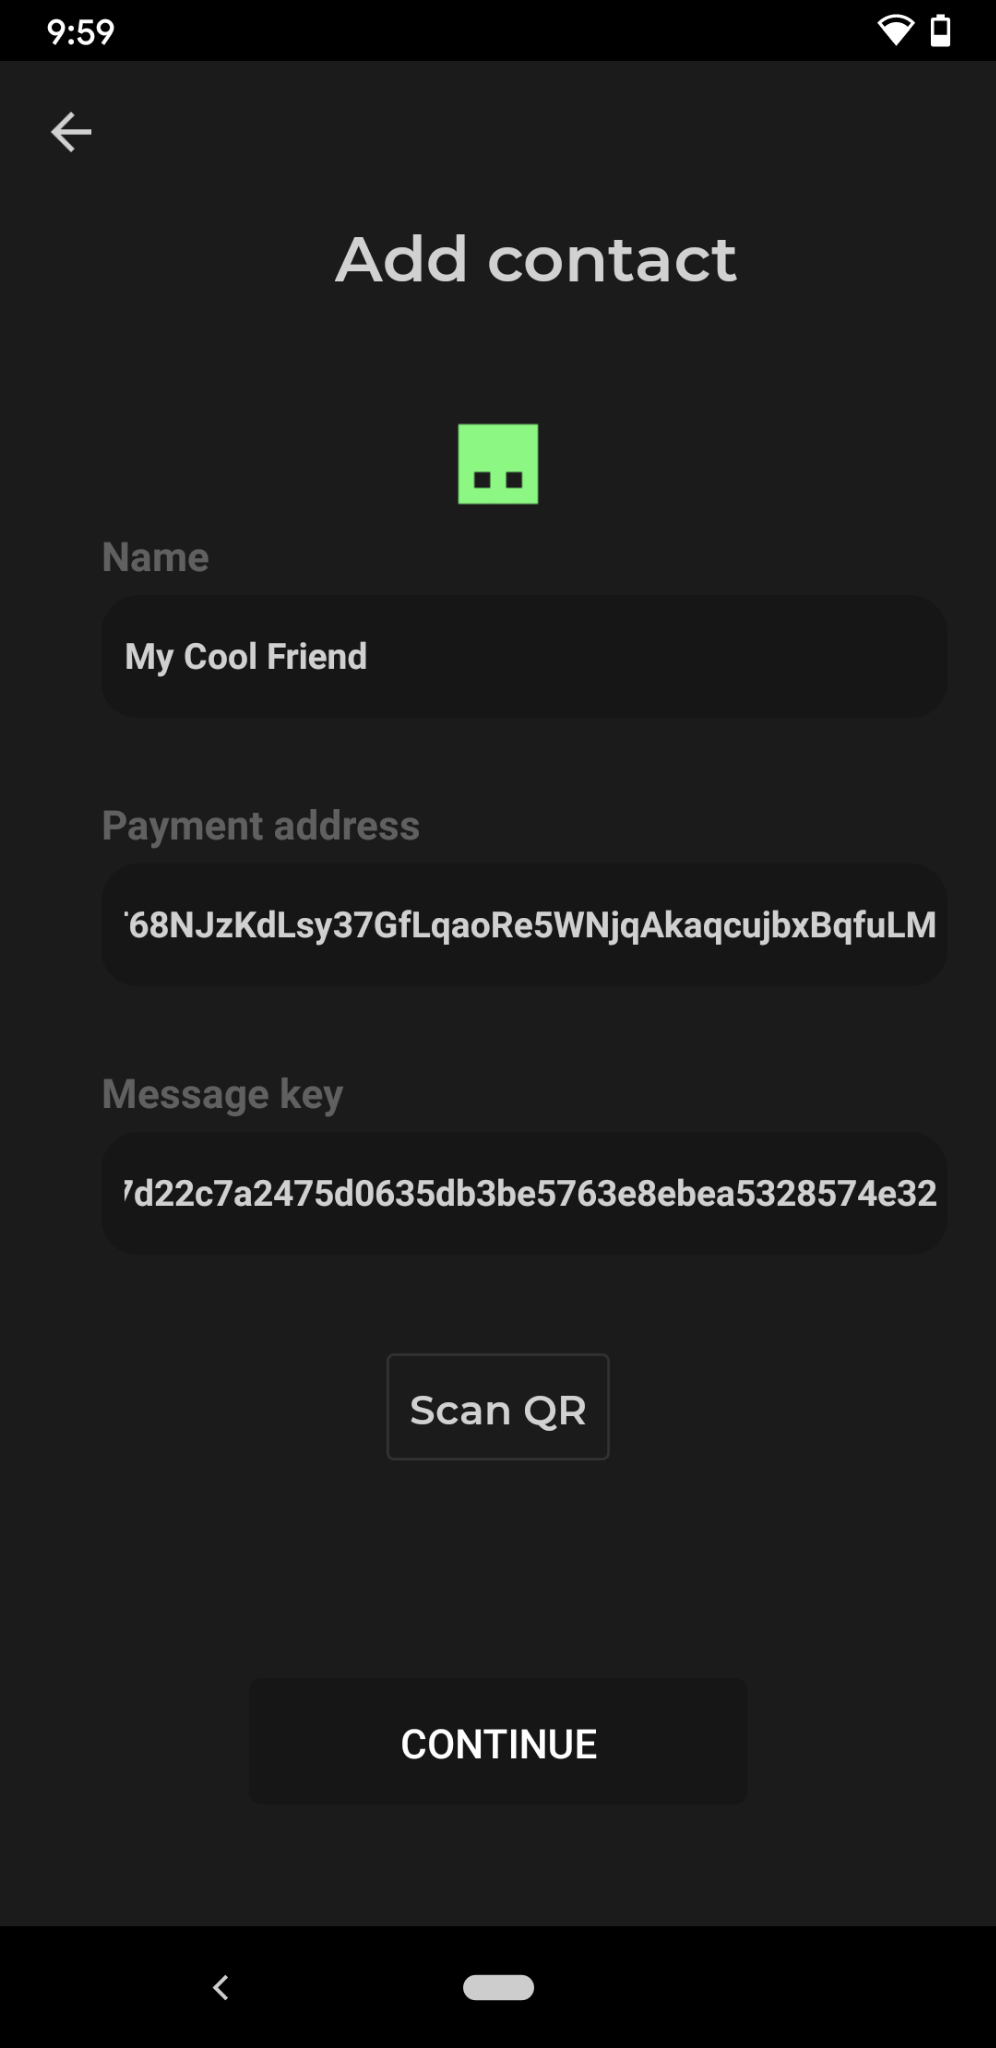 9:59
Add contact
Name
My Cool Friend
Payment address
68NJzKdLsy37GfLqaoRe5WNjqAkaqcujbxBqfuLM
Message key
7d22c7a2475d0635db3be5763e8ebea5328574e32
Scan QR
CONTINUE